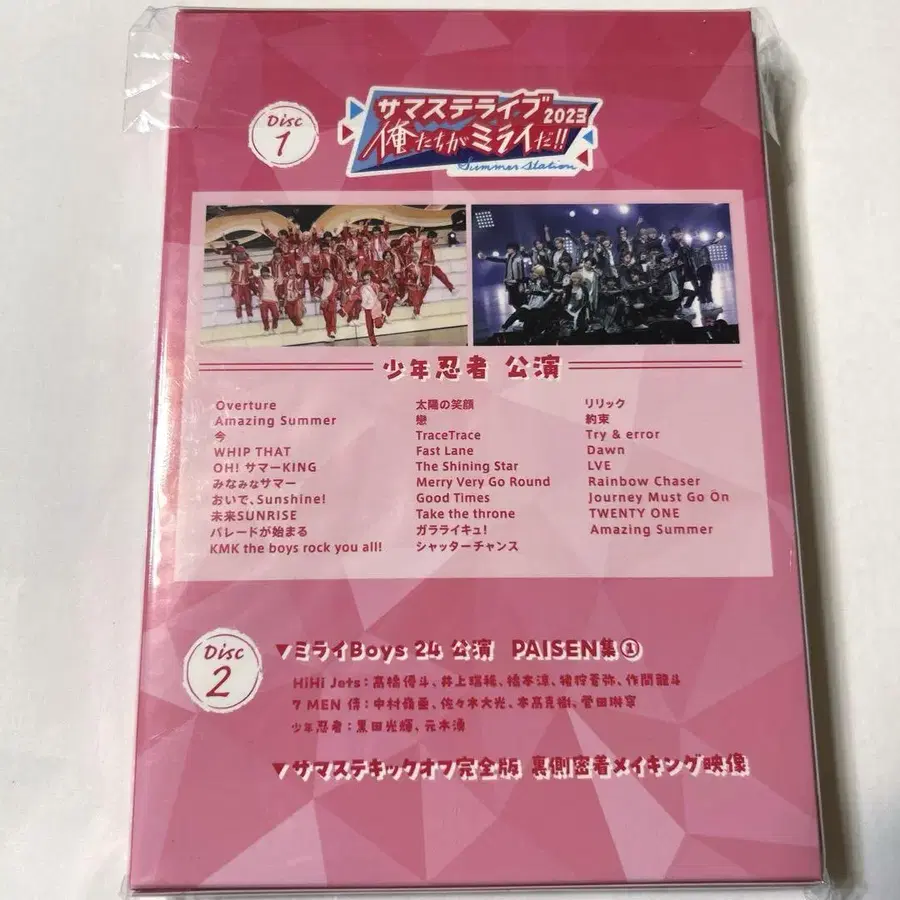 Disc
1
サマステライブ 2023
俺たちがミライだ!!
Summer Station
少年忍者 公演
Overture
Amazing Summer
今
WHIP THAT
OH! サマーKING
みなみなサマー
おいで、Sunshine!
未来SUNRISE
パレードが始まる
KMK the boys rock you all!
太陽の笑顔
戀
TraceTrace
Fast Lane
The Shining Star
Merry Very Go Round
Good Times
Take the throne
ガラライキュ!
シャッターチャンス
リリック
約束
Try & error
Dawn
LVE
Rainbow Chaser
Journey Must Go Ön
TWENTY ONE
Amazing Summer
Disc
2
▼ミライBoys 24 公演 PAISEN集①
HiHi Jets：髙橋優斗、井上瑞稀、橋本涼、猪狩蒼弥、作間龍斗
7 MEN 侍：中村嶺亜、佐々木大光、本髙克樹、菅田琳寧
少年忍者：黒田光輝、元木湧
▼サマステキックオフ完全版 裏側密着メイキング映像